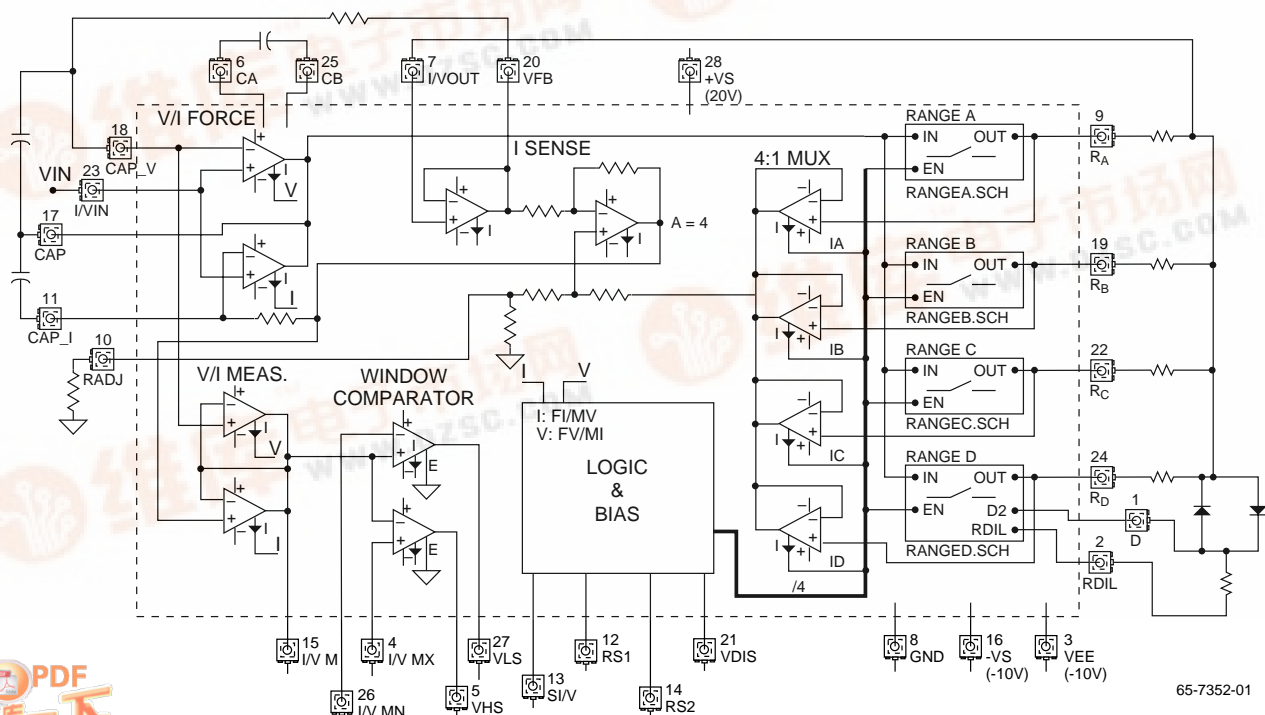 6
CA
25
CB
7
I/VOUT
20
VFB
28
+VS
(20V)
V/I FORCE
18
CAP_V
VIN
23
I/VIN
17
CAP
11
CAP_I
10
RADJ
V
I
I SENSE
I
I
A = 4
4:1 MUX
I
IA
I
IB
I
IC
I
ID
/4
RANGE A
IN
OUT
EN
RANGEA.SCH
RANGE B
IN
OUT
EN
RANGEB.SCH
RANGE C
IN
OUT
EN
RANGEC.SCH
RANGE D
IN
OUT
EN
D2
RDIL
RANGED.SCH
9
RA
19
RB
22
RC
24
RD
1
D
2
RDIL
V/I MEAS.
I
V
I
I
WINDOW
COMPARATOR
I
E
I
E
I
V
I: FI/MV
V: FV/MI
LOGIC
&
BIAS
15
I/V M
26
I/V MN
4
I/V MX
5
VHS
27
VLS
13
SI/V
12
RS1
14
RS2
21
VDIS
8
GND
16
-VS
(-10V)
3
VEE
(-10V)
65-7352-01
PDF